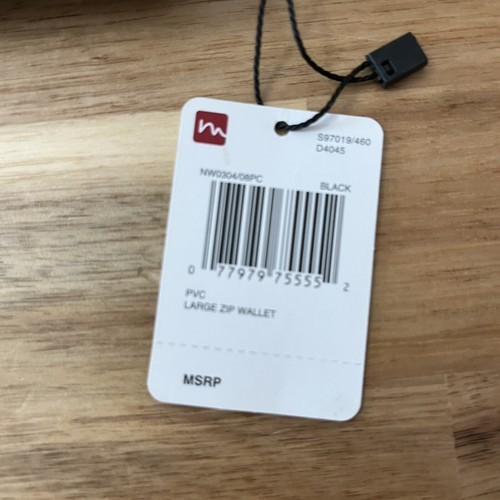 S97019/460
D4045
NW0304/08PC
BLACK
0 77979 75555 2
PVC
LARGE ZIP WALLET
MSRP